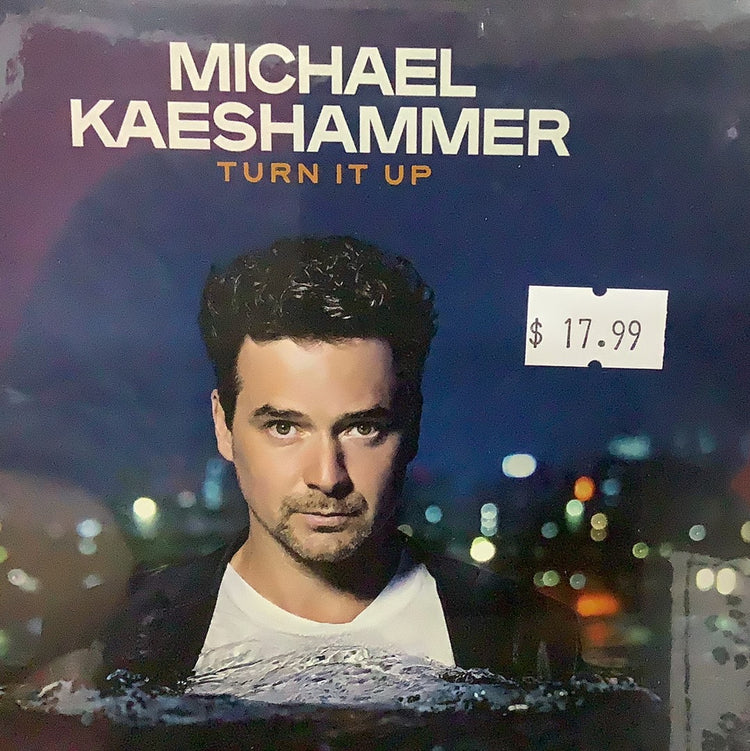 MICHAEL
KAESHAMMER
TURN IT UP
$ 17.99